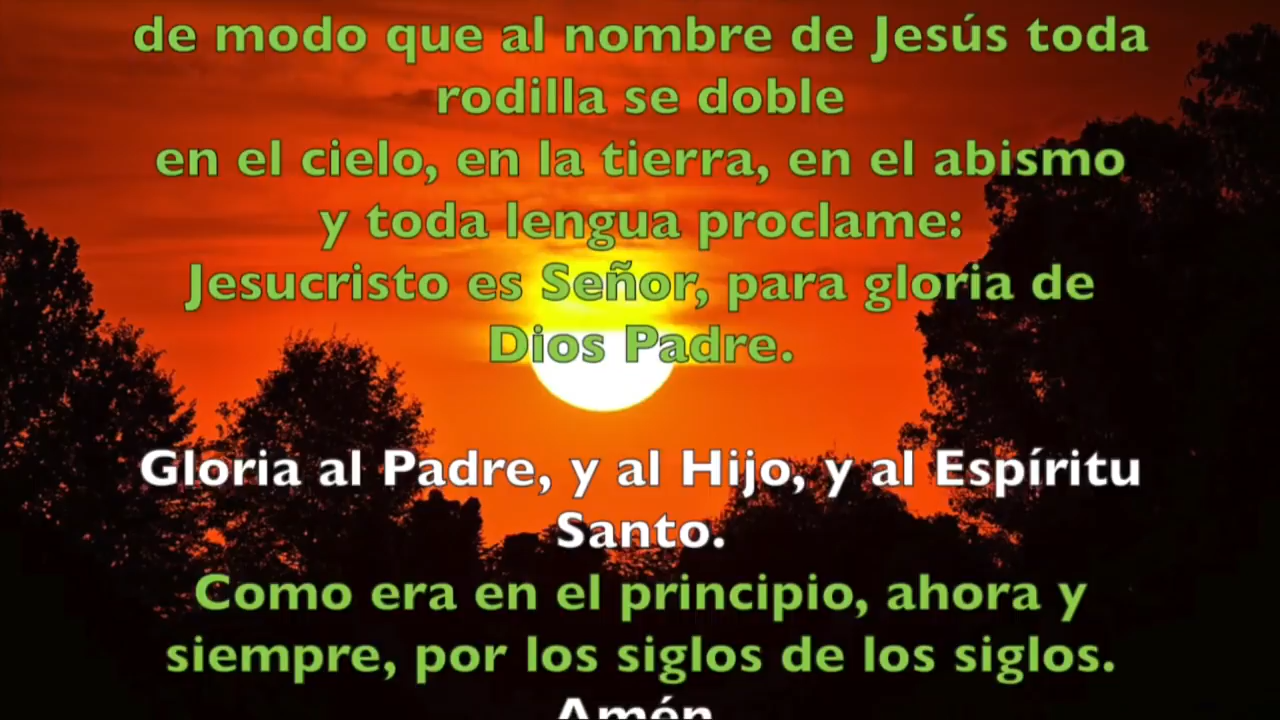 de modo que al nombre de Jesús toda
rodilla se doble
en el cielo, en la tierra, en el abismo
y toda lengua proclame:
Jesucristo es Señor, para gloria de
Dios Padre.
Gloria al Padre, y al Hijo, y al Espíritu
Santo.
Como era en el principio, ahora y
siempre, por los siglos de los siglos.
Amén